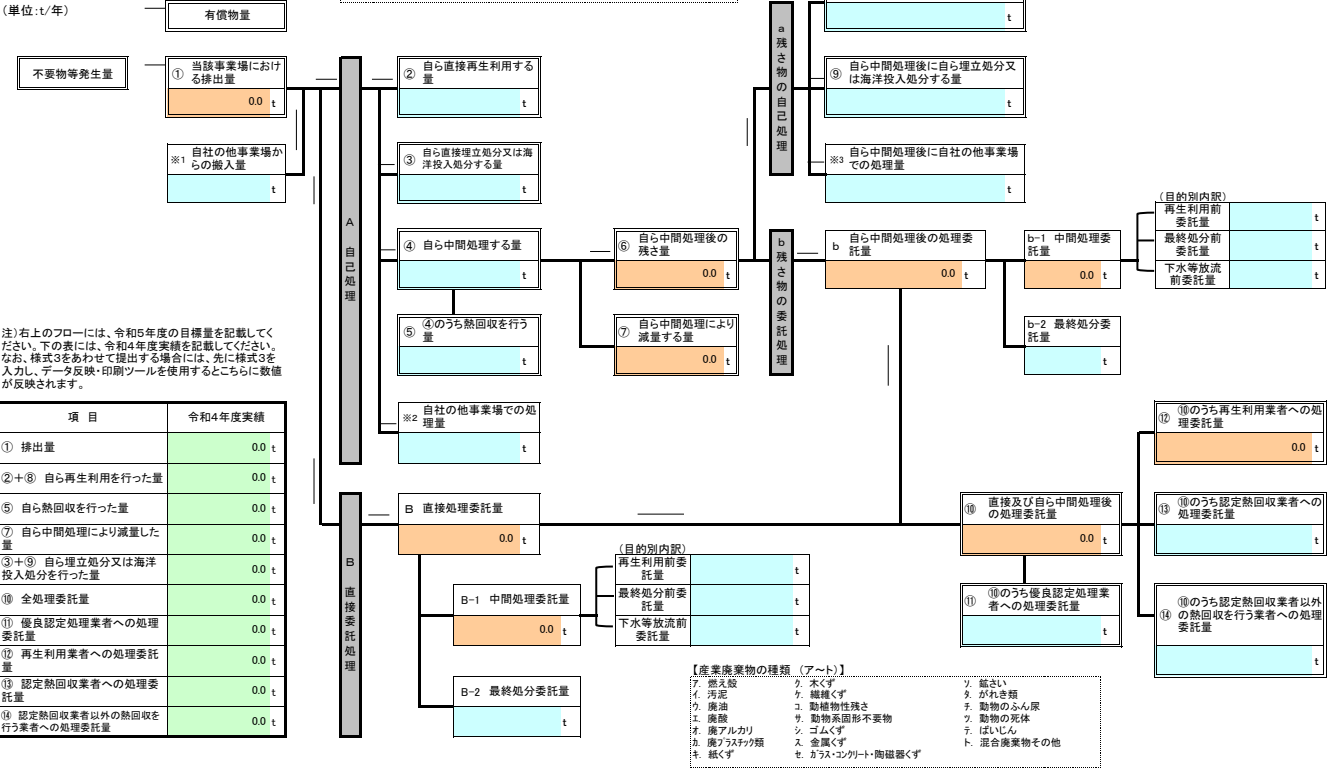 （単位：t／年）
有償物量
不要物等発生量
① 当該事業場におけ
る排出量
0.0 t
※1 自社の他事業場か
らの搬入量
t
A 自己処理
② 自ら直接再生利用する
量
t
③ 自ら直接埋立処分又は海
洋投入処分する量
t
④ 自ら中間処理する量
t
⑤ ④のうち熱回収を行う
量
t
※2 自社の他事業場での処
理量
t
⑥ 自ら中間処理後の
残さ量
0.0 t
⑦ 自ら中間処理により
減量する量
0.0 t
a 残さ物の自己処理
t
⑨ 自ら中間処理後に自ら埋立処分又
は海洋投入処分する量
t
※3 自ら中間処理後に自社の他事業場
での処理量
t
b 残さ物の委託処理
b 自ら中間処理後の処理委
託量
0.0 t
b-1 中間処理委
託量
0.0 t
（目的別内訳）
再生利用前
委託量 t
最終処分前
委託量 t
下水等放流
前委託量 t
b-2 最終処分委
託量
t
注）右上のフローには、令和5年度の目標量を記載してく
ださい。下の表には、令和4年度実績を記載してください。
なお、様式3をあわせて提出する場合には、先に様式3を
入力し、データ反映・印刷ツールを使用するとこちらに数値
が反映されます。
項 目 令和4年度実績
① 排出量 0.0 t
②＋⑧ 自ら再生利用を行った量 0.0 t
⑤ 自ら熱回収を行った量 0.0 t
⑦ 自ら中間処理により減量した
量 0.0 t
③＋⑨ 自ら埋立処分又は海洋
投入処分を行った量 0.0 t
⑩ 全処理委託量 0.0 t
⑪ 優良認定処理業者への処理
委託量 0.0 t
⑫ 再生利用業者への処理委託
量 0.0 t
⑬ 認定熱回収業者への処理委
託量 0.0 t
⑭ 認定熱回収業者以外の熱回収を
行う業者への処理委託量 0.0 t
B 直接委託処理
B 直接処理委託量
0.0 t
B-1 中間処理委託量
0.0 t
（目的別内訳）
再生利用前委
託量 t
最終処分前委
託量 t
下水等放流前
委託量 t
B-2 最終処分委託量
t
⑩ 直接及び自ら中間処理後
の処理委託量
0.0 t
⑪ ⑩のうち優良認定処理業
者への処理委託量
t
⑫ ⑩のうち再生利用業者への処
理委託量
0.0 t
⑬ ⑩のうち認定熱回収業者への
処理委託量
t
⑭ ⑩のうち認定熱回収業者以外
の熱回収を行う業者への処理
委託量
t
【産業廃棄物の種類 （ア～ト）】
ア. 燃え殻 ク. 木くず ソ. 鉱さい
イ. 汚泥 ケ. 繊維くず タ. がれき類
ウ. 廃油 コ. 動植物性残さ チ. 動物のふん尿
エ. 廃酸 サ. 動物系固形不要物 ツ. 動物の死体
オ. 廃アルカリ シ. ゴムくず テ. ばいじん
カ. 廃プラスチック類 ス. 金属くず ト. 混合廃棄物その他
キ. 紙くず セ. ガラス・コンクリート・陶磁器くず